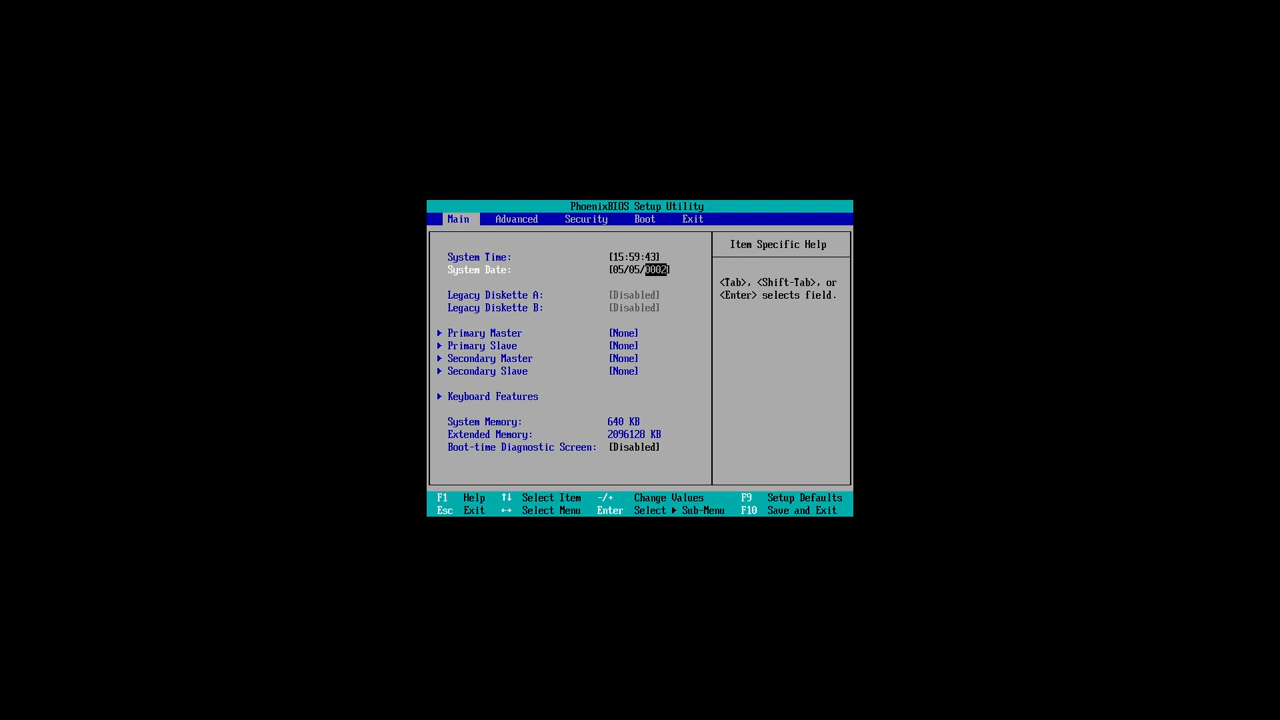 PhoenixBIOS Setup Utility
Main Advanced Security Boot Exit
Item Specific Help
System Time: [15:59:43]
System Date: [05/05/0002]
<Tab>, <Shift-Tab>, or
<Enter> selects field.
Legacy Diskette A: [Disabled]
Legacy Diskette B: [Disabled]
Primary Master [None]
Primary Slave [None]
Secondary Master [None]
Secondary Slave [None]
Keyboard Features
System Memory: 640 KB
Extended Memory: 2096128 KB
Boot-time Diagnostic Screen: [Disabled]
F1 Help ↑↓ Select Item -/+ Change Values F9 Setup Defaults
Esc Exit ↔ Select Menu Enter Select ▶ Sub-Menu F10 Save and Exit